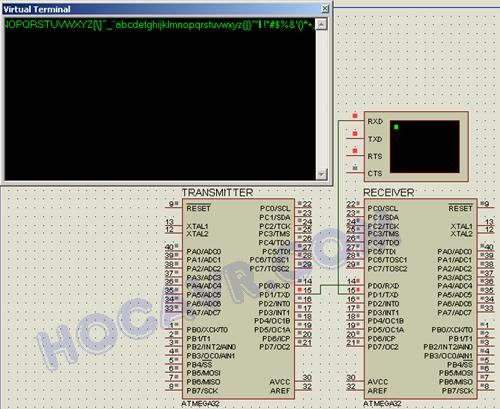 Virtual Terminal
NOPQRSTUVWXYZ[\]^_`abcdefghijklmnopqrstuvwxyz{|}~ !"#$%&'()*+
RXD
TXD
RTS
CTS
TRANSMITTER
9 RESET PC0/SCL 22
PC1/SDA 23
13 XTAL1 PC2/TCK 24
12 XTAL2 PC3/TMS 25
PC4/TDO 26
40 PA0/ADC0 PC5/TDI 27
39 PA1/ADC1 PC6/TOSC1 28
38 PA2/ADC2 PC7/TOSC2 29
37 PA3/ADC3
36 PA4/ADC4 PD0/RXD 14
35 PA5/ADC5 PD1/TXD 15
34 PA6/ADC6 PD2/INT0 16
33 PA7/ADC7 PD3/INT1 17
PD4/OC1B 18
1 PB0/XCK/T0 PD5/OC1A 19
2 PB1/T1 PD6/ICP 20
3 PB2/INT2/AIN0 PD7/OC2 21
4 PB3/OC0/AIN1
5 PB4/SS
6 PB5/MOSI
7 PB6/MISO AVCC 30
8 PB7/SCK AREF 32
ATMEGA32
RECEIVER
22 PC0/SCL RESET 9
23 PC1/SDA
24 PC2/TCK XTAL1 13
25 PC3/TMS XTAL2 12
26 PC4/TDO
27 PC5/TDI PA0/ADC0 40
28 PC6/TOSC1 PA1/ADC1 39
29 PC7/TOSC2 PA2/ADC2 38
PA3/ADC3 37
14 PD0/RXD PA4/ADC4 36
15 PD1/TXD PA5/ADC5 35
16 PD2/INT0 PA6/ADC6 34
17 PD3/INT1 PA7/ADC7 33
18 PD4/OC1B
19 PD5/OC1A PB0/XCK/T0 1
20 PD6/ICP PB1/T1 2
21 PD7/OC2 PB2/INT2/AIN0 3
PB3/OC0/AIN1 4
PB4/SS 5
PB5/MOSI 6
30 AVCC PB6/MISO 7
32 AREF PB7/SCK 8
ATMEGA32